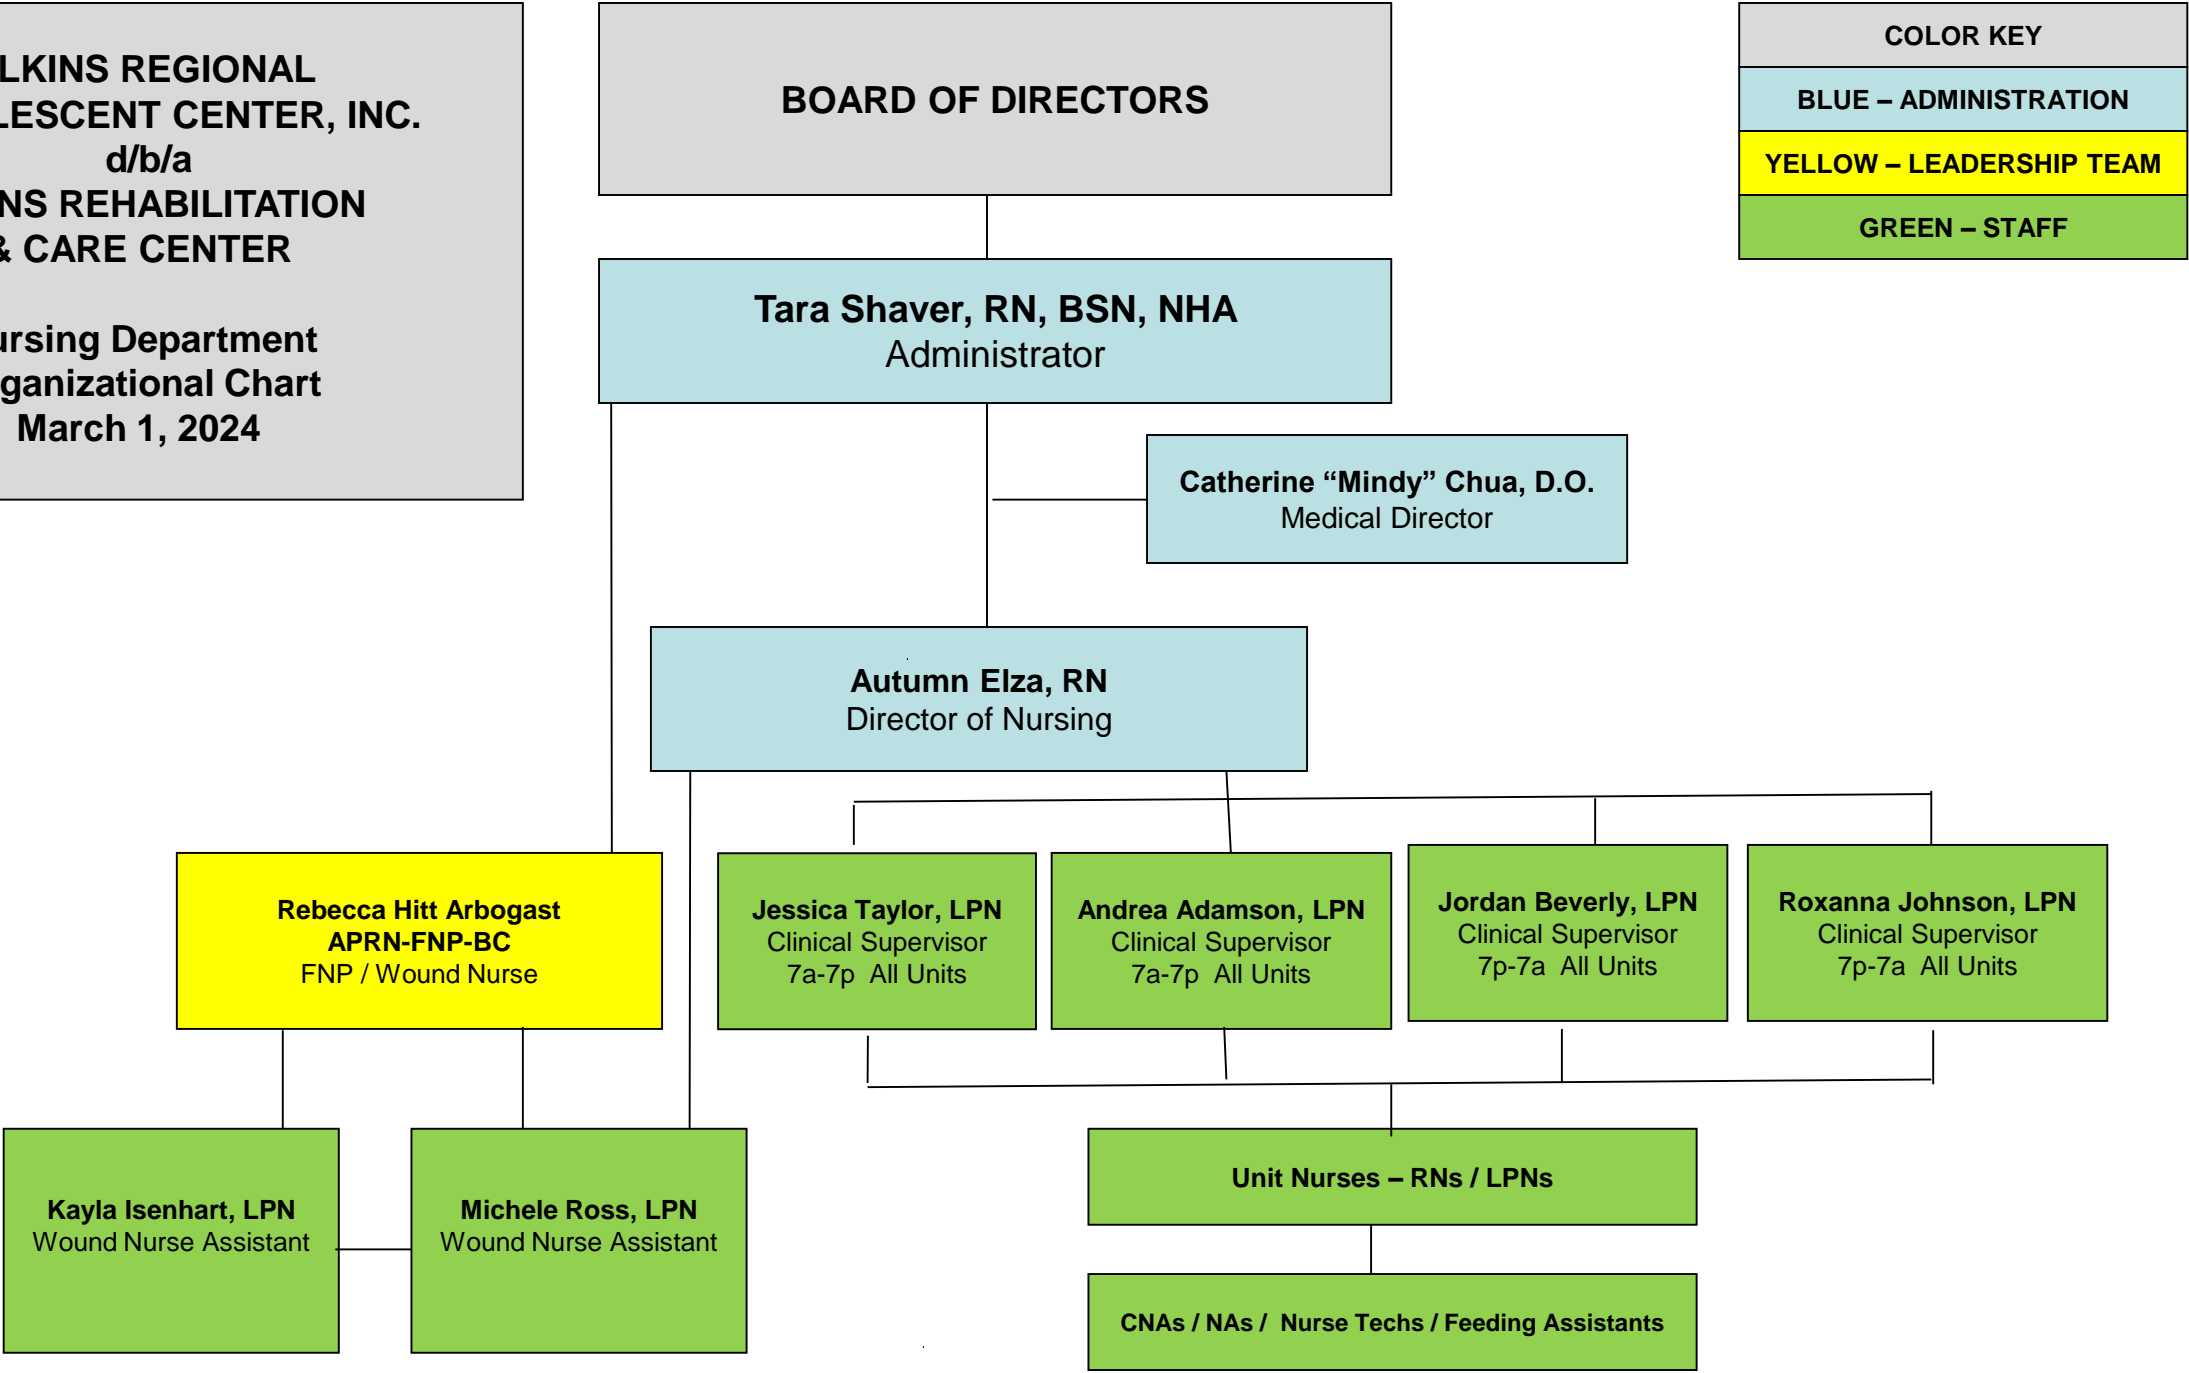 LKINS REGIONAL
LESCENT CENTER, INC.
d/b/a
NS REHABILITATION
& CARE CENTER
ursing Department
ganizational Chart
March 1, 2024
BOARD OF DIRECTORS
COLOR KEY
BLUE – ADMINISTRATION
YELLOW – LEADERSHIP TEAM
GREEN – STAFF
Tara Shaver, RN, BSN, NHA
Administrator
Catherine “Mindy” Chua, D.O.
Medical Director
Autumn Elza, RN
Director of Nursing
Rebecca Hitt Arbogast
APRN-FNP-BC
FNP / Wound Nurse
Jessica Taylor, LPN
Clinical Supervisor
7a-7p All Units
Andrea Adamson, LPN
Clinical Supervisor
7a-7p All Units
Jordan Beverly, LPN
Clinical Supervisor
7p-7a All Units
Roxanna Johnson, LPN
Clinical Supervisor
7p-7a All Units
Kayla Isenhart, LPN
Wound Nurse Assistant
Michele Ross, LPN
Wound Nurse Assistant
Unit Nurses – RNs / LPNs
CNAs / NAs / Nurse Techs / Feeding Assistants